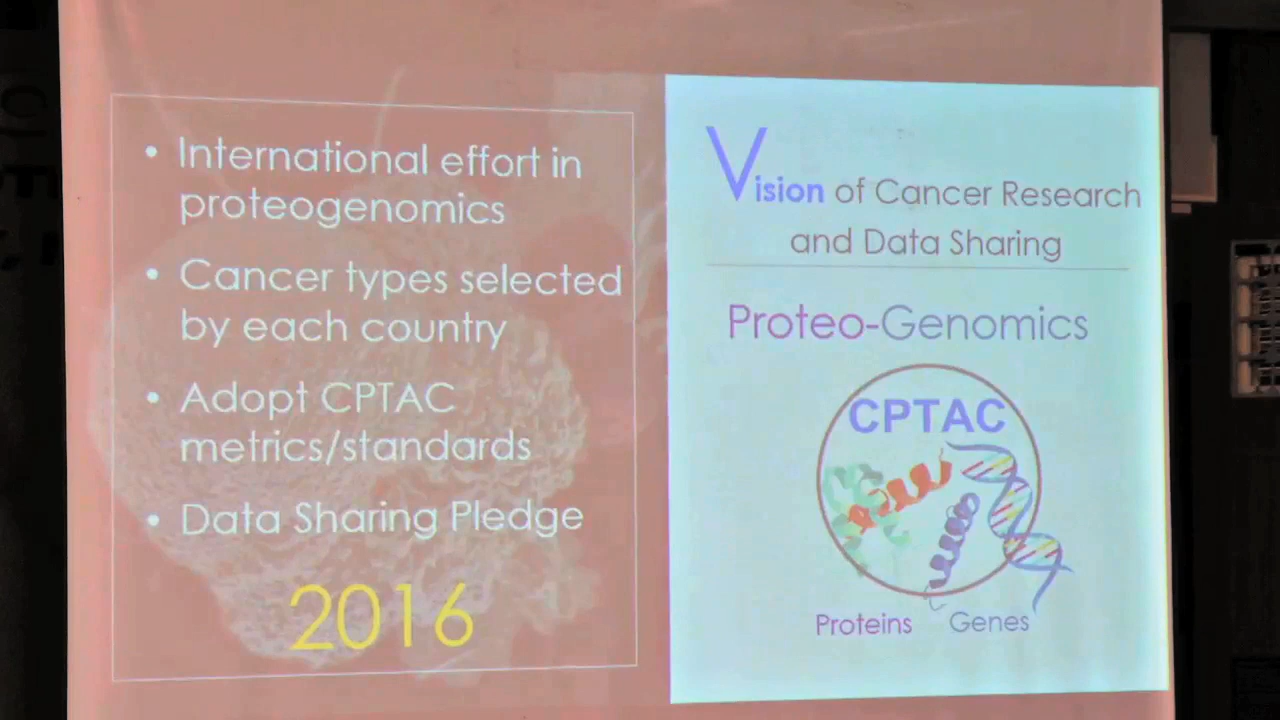 • International effort in
proteogenomics
• Cancer types selected
by each country
• Adopt CPTAC
metrics/standards
• Data Sharing Pledge
2016
Vision of Cancer Research
and Data Sharing
Proteo-Genomics
CPTAC
Proteins Genes